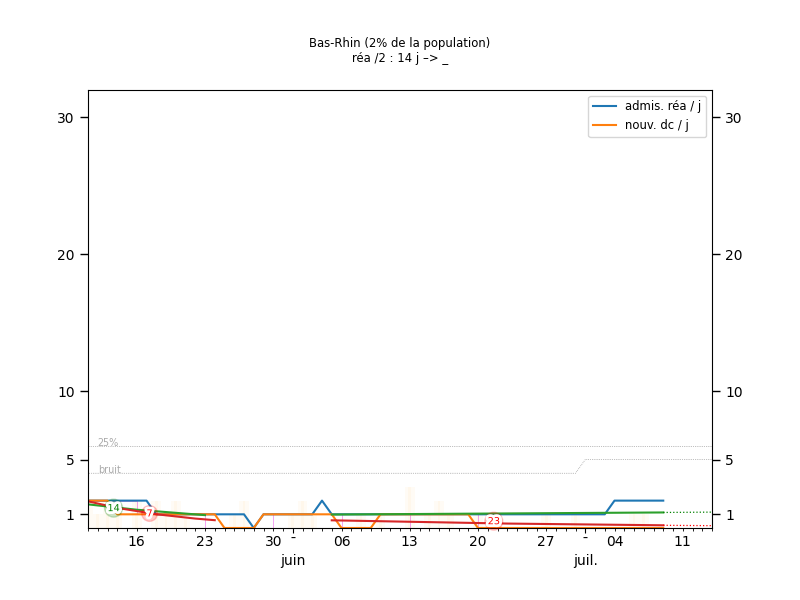 Bas-Rhin (2% de la population)
réa /2 : 14 j –> _
admis. réa / j
nouv. dc / j
30 30
20 20
10 10
25%
5 5
bruit
14 7 23
1 1
16 23 30 - 06 13 20 27 - 04 11
juin juil.